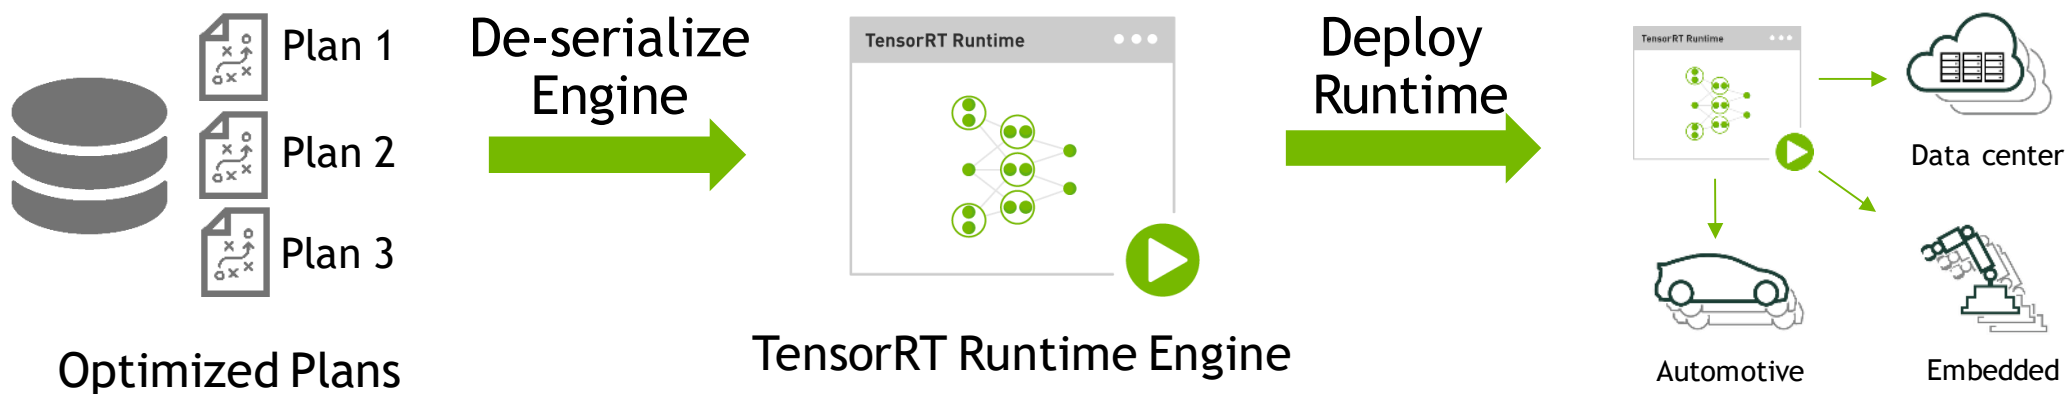 Plan 1
Plan 2
Plan 3
Optimized Plans
De-serialize
Engine
TensorRT Runtime
TensorRT Runtime Engine
Deploy
Runtime
TensorRT Runtime
Data center
Automotive
Embedded